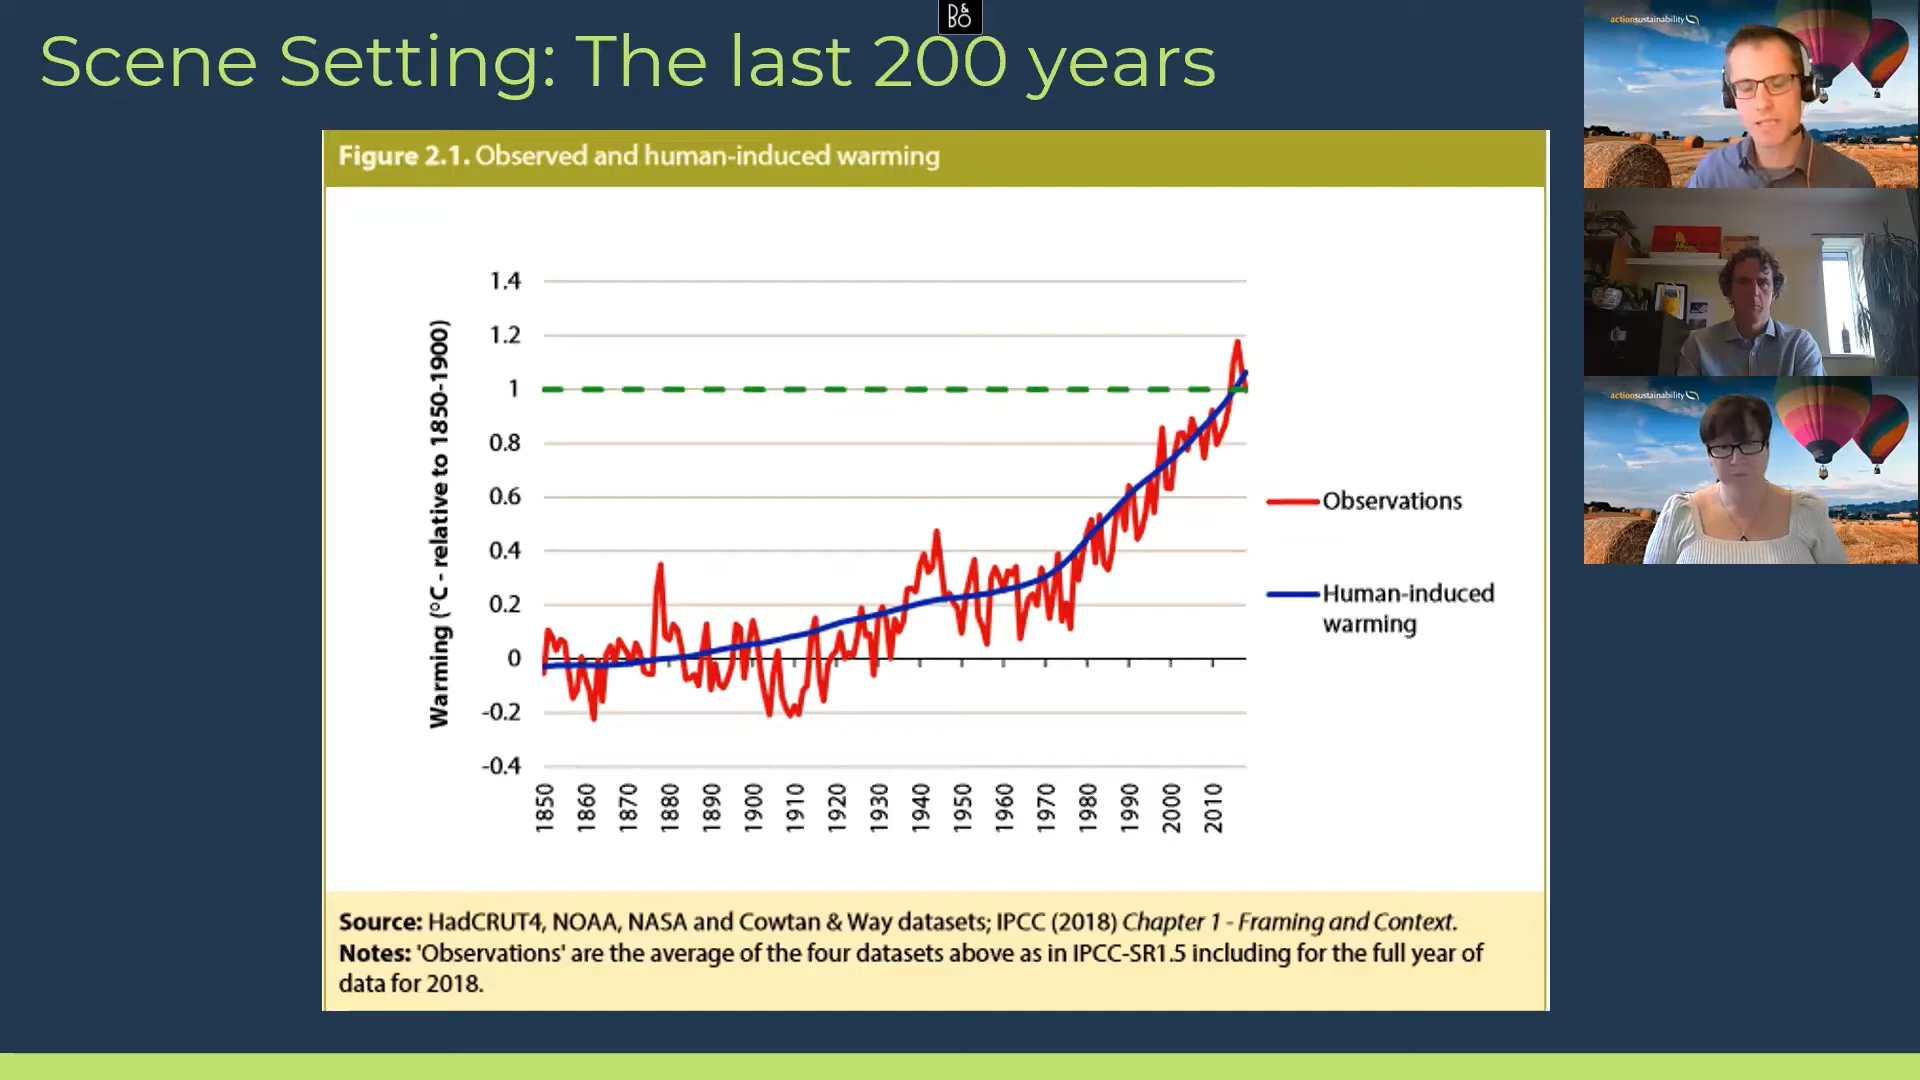 B&O
Scene Setting: The last 200 years
actionsustainability
Figure 2.1. Observed and human-induced warming
Warming (°C - relative to 1850-1900)
1.4
1.2
1
0.8
0.6
0.4
0.2
0
-0.2
-0.4
1850
1860
1870
1880
1890
1900
1910
1920
1930
1940
1950
1960
1970
1980
1990
2000
2010
Observations
Human-induced
warming
actionsustainability
Source: HadCRUT4, NOAA, NASA and Cowtan & Way datasets; IPCC (2018) Chapter 1 - Framing and Context.
Notes: 'Observations' are the average of the four datasets above as in IPCC-SR1.5 including for the full year of
data for 2018.